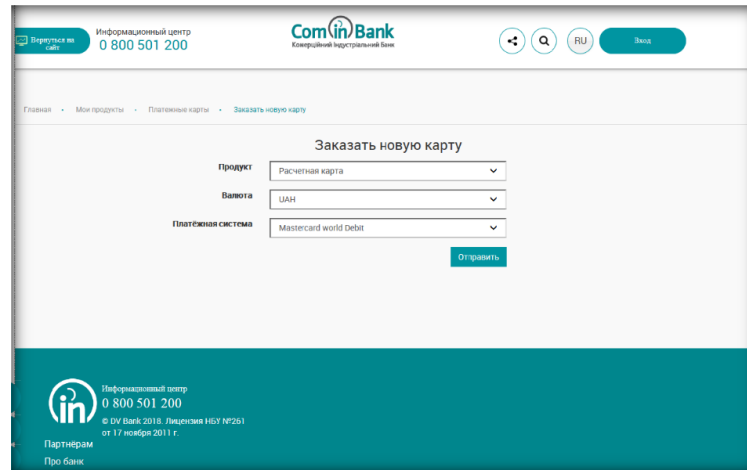 Вернуться на
сайт
Информационный центр
0 800 501 200
Com in Bank
Комерційний Індустріальний Банк
RU
Вход
Главная • Мои продукты • Платежные карты • Заказать новую карту
Заказать новую карту
Продукт
Расчетная карта
Валюта
UAH
Платёжная система
Mastercard world Debit
Отправить
in
Информационный центр
0 800 501 200
© DV Bank 2018. Лицензия НБУ №261
от 17 ноября 2011 г.
Партнёрам
Про банк